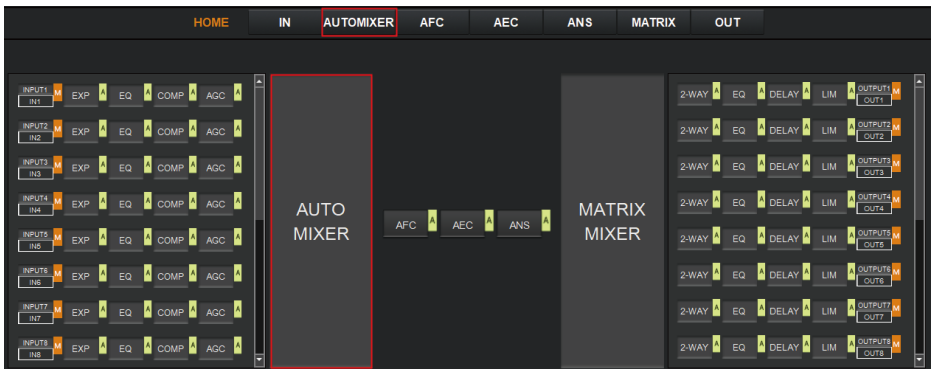 HOME IN AUTOMIXER AFC AEC ANS MATRIX OUT
INPUT1 M EXP A EQ A COMP A AGC A
IN1
INPUT2 M EXP A EQ A COMP A AGC A
IN2
INPUT3 M EXP A EQ A COMP A AGC A
IN3
INPUT4 M EXP A EQ A COMP A AGC A
IN4
INPUT5 M EXP A EQ A COMP A AGC A
IN5
INPUT6 M EXP A EQ A COMP A AGC A
IN6
INPUT7 M EXP A EQ A COMP A AGC A
IN7
INPUT8 M EXP A EQ A COMP A AGC A
IN8
AUTO
MIXER
AFC A AEC A ANS A
MATRIX
MIXER
2-WAY A EQ A DELAY A LIM A OUTPUT1 M
OUT1
2-WAY A EQ A DELAY A LIM A OUTPUT2 M
OUT2
2-WAY A EQ A DELAY A LIM A OUTPUT3 M
OUT3
2-WAY A EQ A DELAY A LIM A OUTPUT4 M
OUT4
2-WAY A EQ A DELAY A LIM A OUTPUT5 M
OUT5
2-WAY A EQ A DELAY A LIM A OUTPUT6 M
OUT6
2-WAY A EQ A DELAY A LIM A OUTPUT7 M
OUT7
2-WAY A EQ A DELAY A LIM A OUTPUT8 M
OUT8